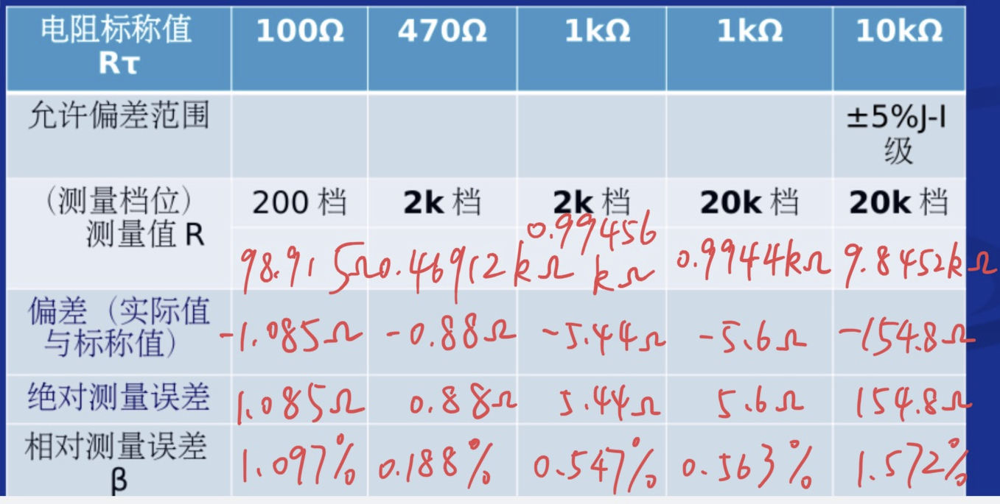 电阻标称值 100Ω 470Ω 1kΩ 1kΩ 10kΩ
Rτ
允许偏差范围 ±5%J-I
级
（测量档位） 200 档 2k 档 2k 档 20k 档 20k 档
测量值 R 98.915Ω 0.46912kΩ 0.99456 kΩ 0.9944kΩ 9.8452kΩ
偏差（实际值
与标称值） -1.085Ω -0.88Ω -5.44Ω -5.6Ω -154.8Ω
绝对测量误差 1.085Ω 0.88Ω 5.44Ω 5.6Ω 154.8Ω
相对测量误差 1.097% 0.188% 0.547% 0.563% 1.572%
β